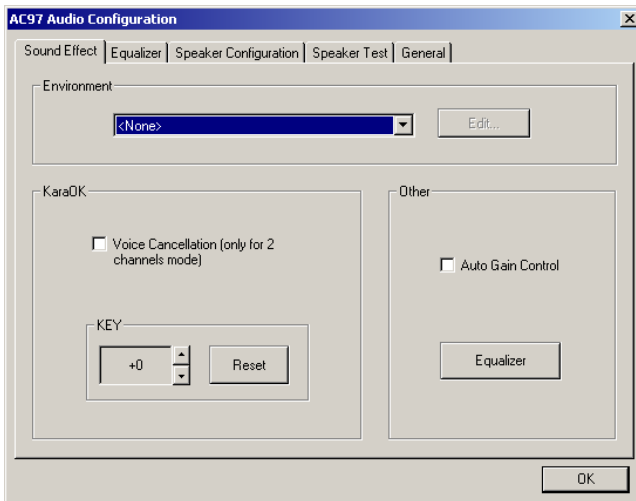 AC97 Audio Configuration
Sound Effect Equalizer Speaker Configuration Speaker Test General
Environment
<None>
Edit...
KaraOK
Voice Cancellation (only for 2
channels mode)
KEY
+0
Reset
Other
Auto Gain Control
Equalizer
OK